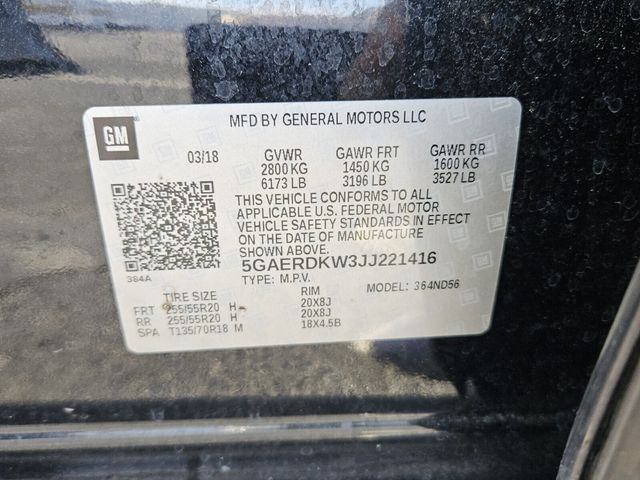 GM
MFD BY GENERAL MOTORS LLC
03/18 GVWR GAWR FRT GAWR RR
2800 KG 1450 KG 1600 KG
6173 LB 3196 LB 3527 LB
THIS VEHICLE CONFORMS TO ALL
APPLICABLE U.S. FEDERAL MOTOR
VEHICLE SAFETY STANDARDS IN EFFECT
ON THE DATE OF MANUFACTURE
SHOWN ABOVE.
5GAERDKW3JJ221416
384A
TYPE: M.P.V. MODEL: 364ND56
TIRE SIZE RIM
FRT 255/55R20 H 20X8J
RR 255/55R20 H 20X8J
SPA T135/70R18 M 18X4.5B